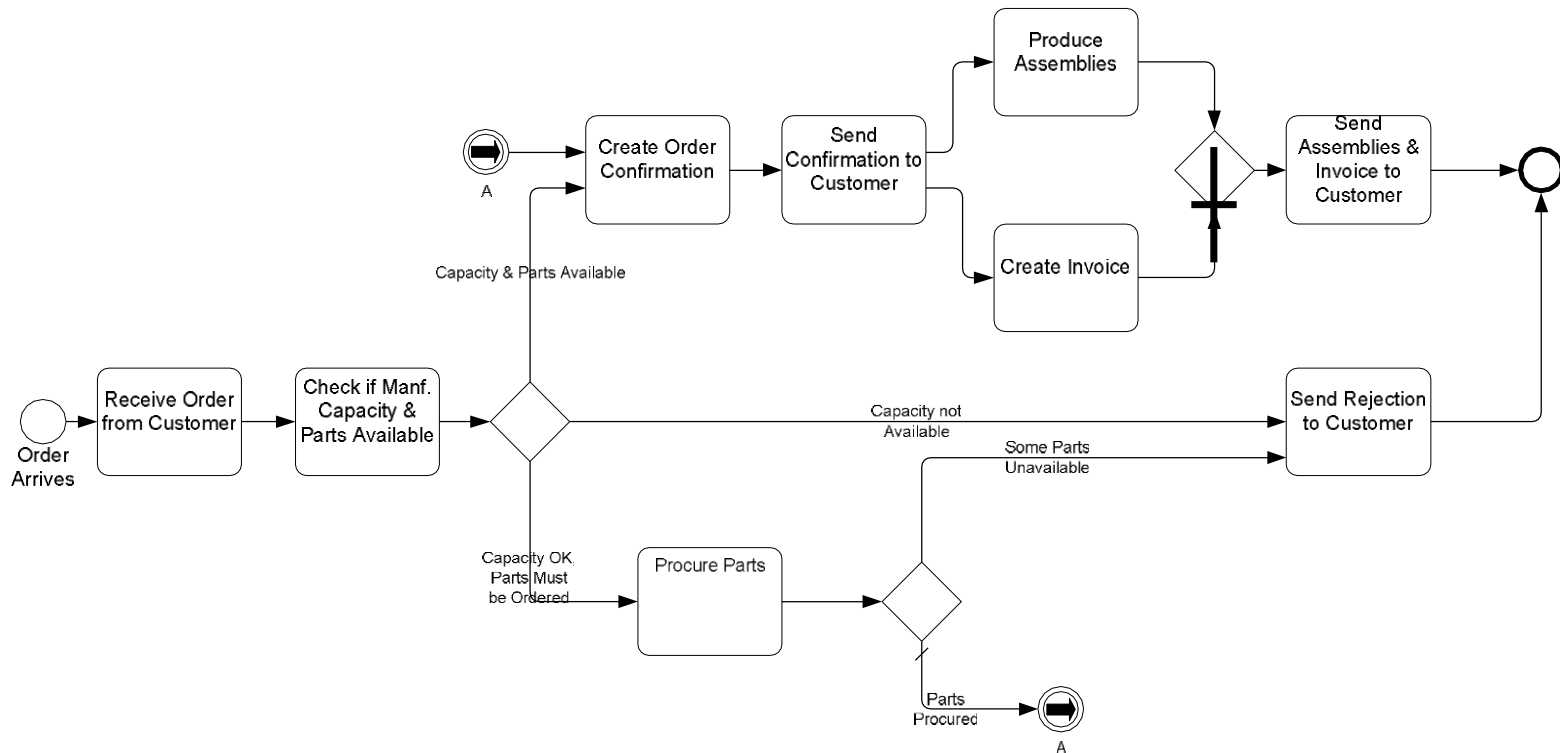 Produce
Assemblies
Create Order
Confirmation
Send
Confirmation to
Customer
Send
Assemblies &
Invoice to
Customer
A
Create Invoice
Capacity & Parts Available
Order
Arrives
Receive Order
from Customer
Check if Manf.
Capacity &
Parts Available
Capacity not
Available
Send Rejection
to Customer
Some Parts
Unavailable
Capacity OK,
Parts Must
be Ordered
Procure Parts
Parts
Procured
A